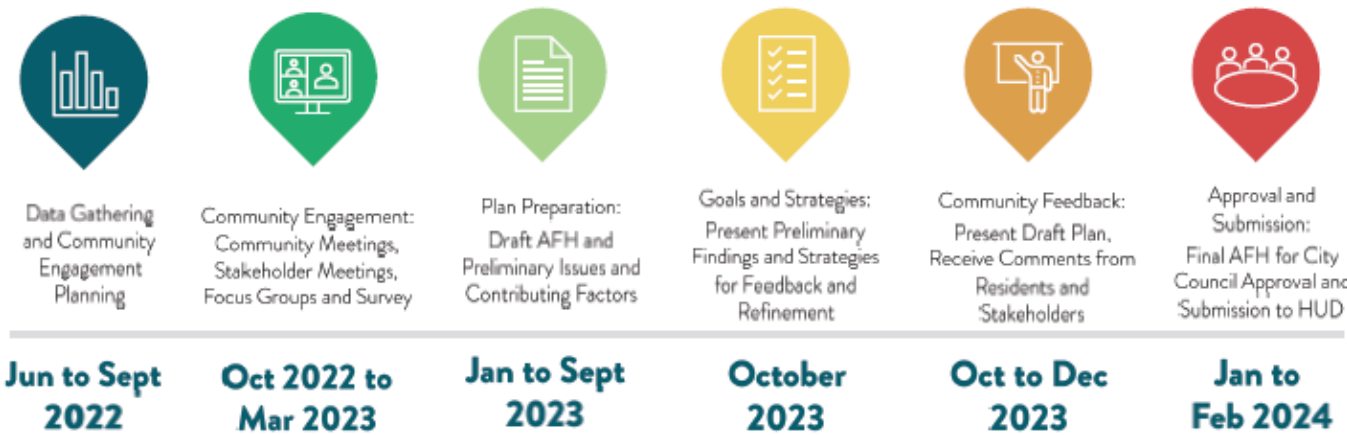 Data Gathering
and Community
Engagement
Planning
Community Engagement:
Community Meetings,
Stakeholder Meetings,
Focus Groups and Survey
Plan Preparation:
Draft AFH and
Preliminary Issues and
Contributing Factors
Goals and Strategies:
Present Preliminary
Findings and Strategies
for Feedback and
Refinement
Community Feedback:
Present Draft Plan,
Receive Comments from
Residents and
Stakeholders
Approval and
Submission:
Final AFH for City
Council Approval and
Submission to HUD
Jun to Sept
2022
Oct 2022 to
Mar 2023
Jan to Sept
2023
October
2023
Oct to Dec
2023
Jan to
Feb 2024